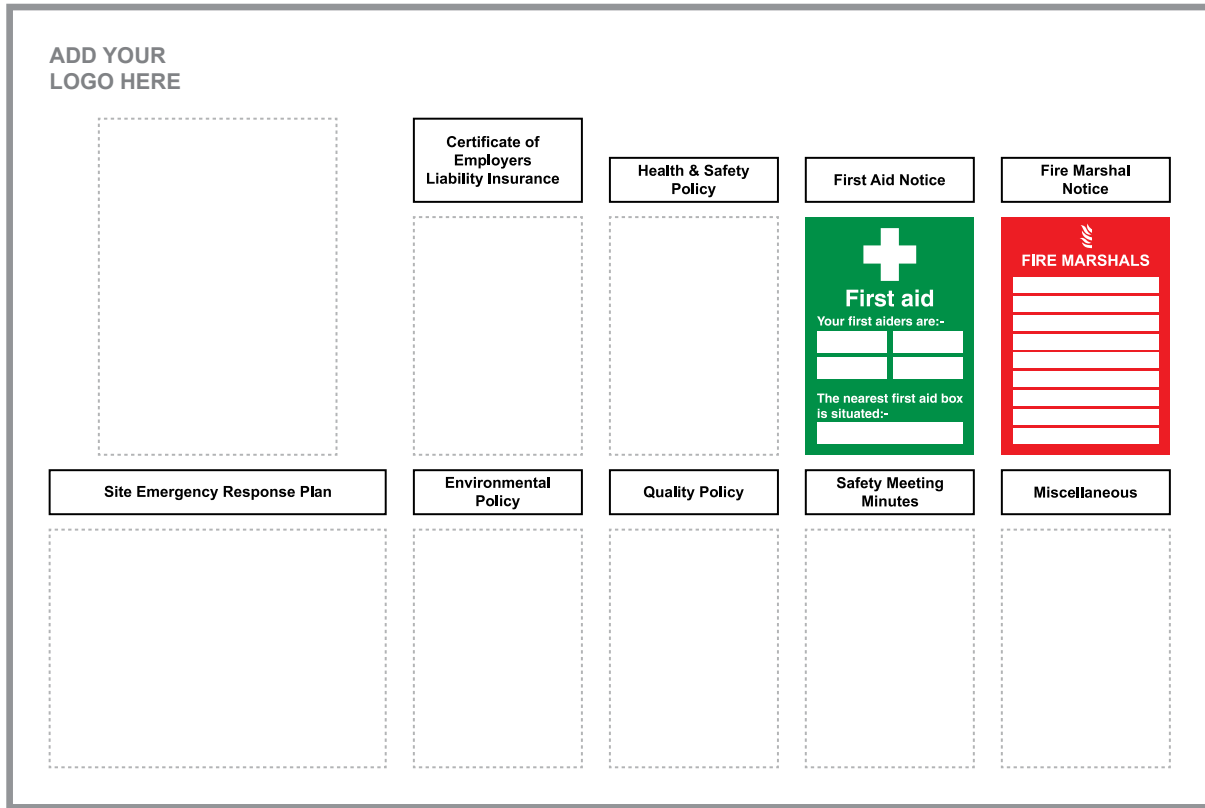 ADD YOUR
LOGO HERE
Certificate of
Employers
Liability Insurance
Health & Safety
Policy
First Aid Notice
Fire Marshal
Notice
First aid
Your first aiders are:-
The nearest first aid box
is situated:-
FIRE MARSHALS
Site Emergency Response Plan
Environmental
Policy
Quality Policy
Safety Meeting
Minutes
Miscellaneous